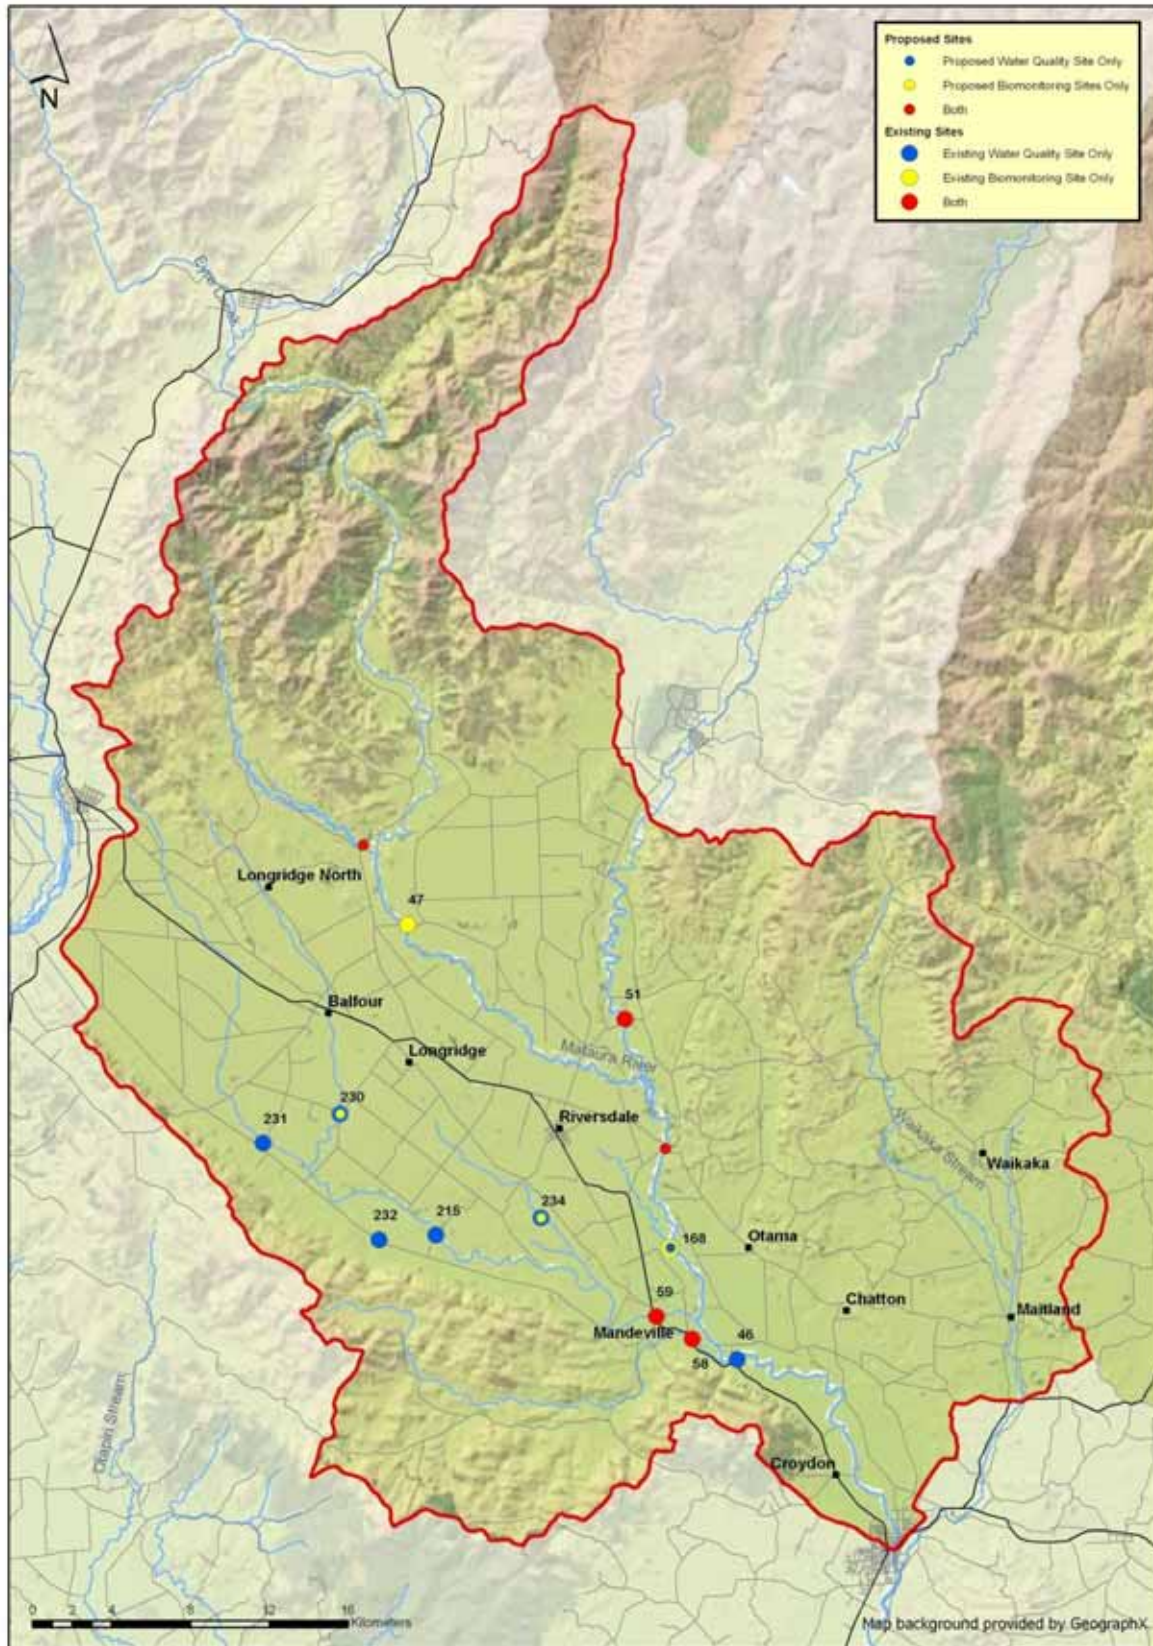 Proposed Sites
Proposed Water Quality Site Only
Proposed Biomonitoring Sites Only
Both
Existing Sites
Existing Water Quality Site Only
Existing Biomonitoring Site Only
Both
N
Longridge North
47
51
Balfour
Longridge
Mataura River
230
231
Riversdale
Waikaka Stream
Waikaka
234
215
232
168
Otama
59
Chatton
Maitland
Mandeville
46
58
Otapiri Stream
Croydon
0 2 4 8 12 16
Kilometers
Map background provided by GeographX